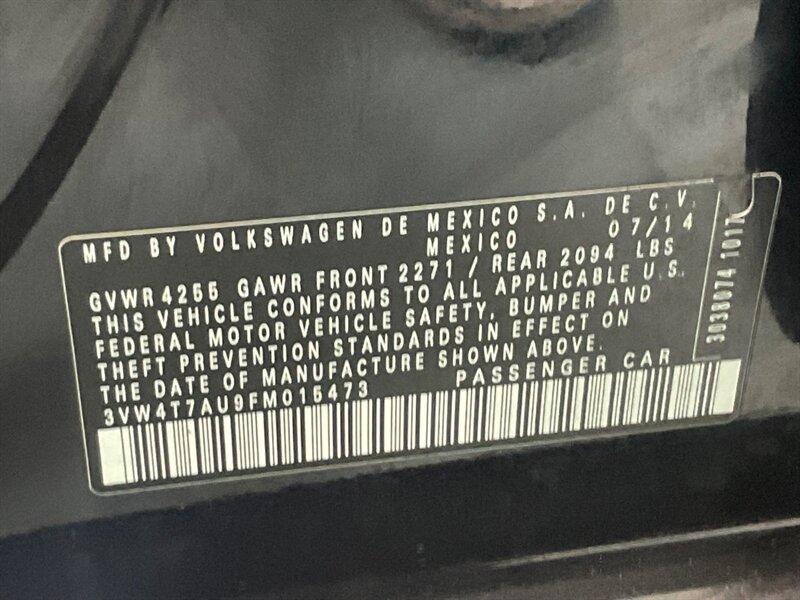 MFD BY VOLKSWAGEN DE MEXICO S.A. DE C.V.
MEXICO 07/14
GVWR 4255 GAWR FRONT 2271 / REAR 2094 LBS
THIS VEHICLE CONFORMS TO ALL APPLICABLE U.S.
FEDERAL MOTOR VEHICLE SAFETY, BUMPER AND
THEFT PREVENTION STANDARDS IN EFFECT ON
THE DATE OF MANUFACTURE SHOWN ABOVE.
3VW4T7AU9FM015473 PASSENGER CAR
3038074 1011